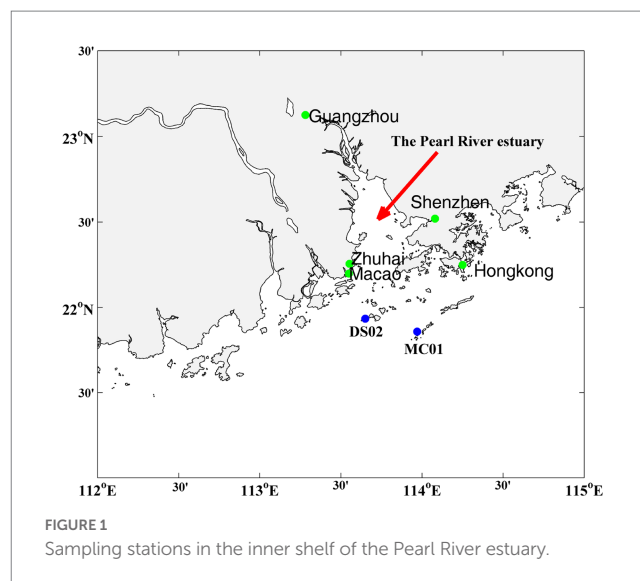 30'
Guangzhou
23°N
The Pearl River estuary
Shenzhen
30'
Zhuhai
Macao
Hongkong
22°N
DS02
MC01
30'
112°E
30'
113°E
30'
114°E
30'
115°E
FIGURE 1
Sampling stations in the inner shelf of the Pearl River estuary.